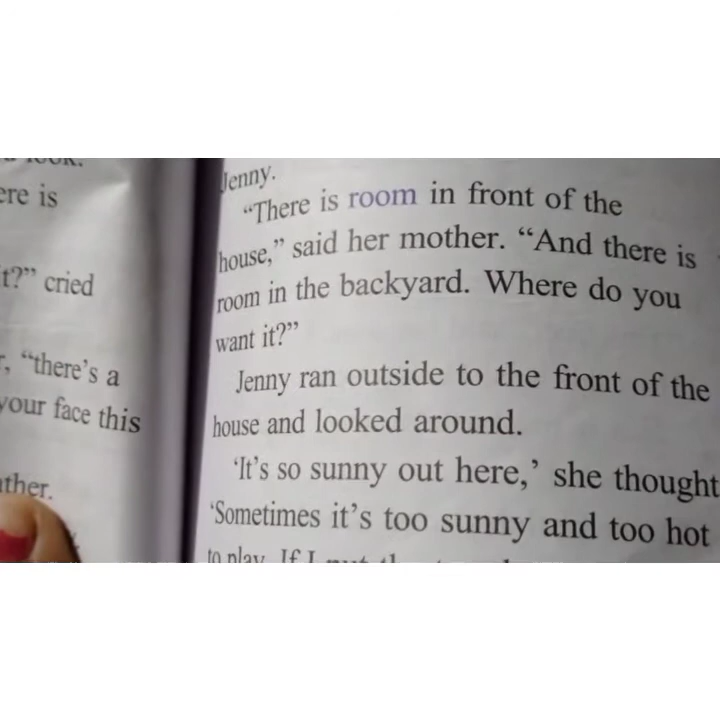 ere is
t?” cried
“there’s a
your face this
ther.
Jenny.
“There is room in front of the
house,” said her mother. “And there is
room in the backyard. Where do you
want it?”
Jenny ran outside to the front of the
house and looked around.
‘It’s so sunny out here,’ she thought
‘Sometimes it’s too sunny and too hot
to play. If I